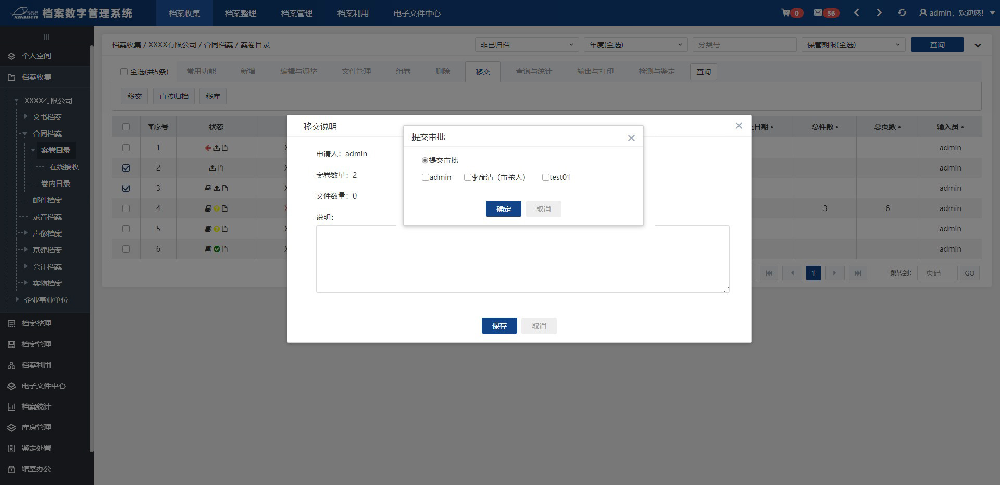 xuanen 档案数字管理系统 档案收集 档案整理 档案管理 档案利用 电子文件中心 0 36 admin，欢迎您！
档案收集 / XXXX有限公司 / 合同档案 / 案卷目录 非已归档 年度(全选) 分类号 保管期限(全选) 查询
全选(共5条) 常用功能 新增 编辑与调整 文件管理 组卷 删除 移交 查询与统计 输出与打印 检测与鉴定 查询
移交 直接归档 移库
个人空间
档案收集
XXXX有限公司
文书档案
合同档案
案卷目录
在线接收
卷内目录
邮件档案
录音档案
声像档案
基建档案
会计档案
实物档案
企业事业单位
档案整理
档案管理
档案利用
电子文件中心
档案统计
库房管理
鉴定处置
馆室办公
序号 状态 日期 总件数 总页数 输入员
1 admin
2 admin
3 admin
4 3 6 admin
5 admin
6 admin
1 跳转到： 页码 GO
移交说明
申请人：admin
案卷数量：2
文件数量：0
说明：
保存 取消
提交审批
提交审批
admin 李彦清（审核人） test01
确定 取消